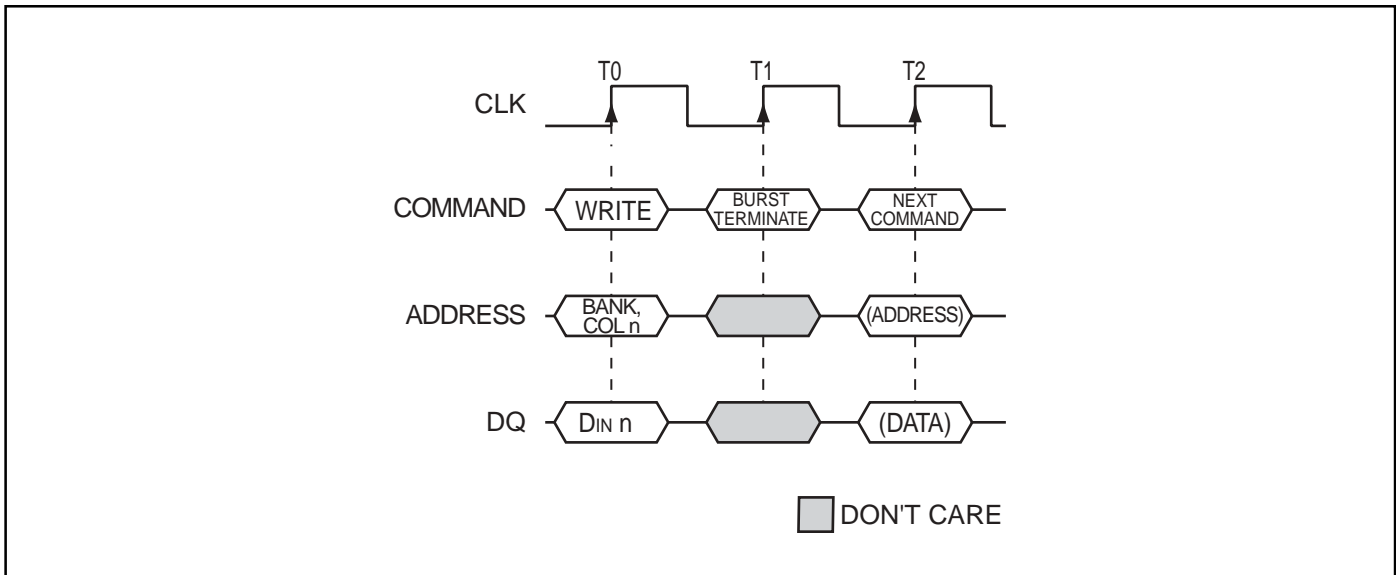 T0 T1 T2
CLK
COMMAND WRITE BURST TERMINATE NEXT COMMAND
ADDRESS BANK, COL n (ADDRESS)
DQ DIN n (DATA)
DON'T CARE